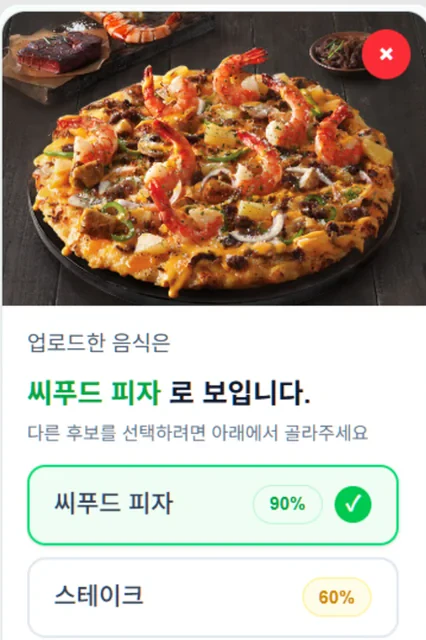 업로드한 음식은
씨푸드 피자 로 보입니다.
다른 후보를 선택하려면 아래에서 골라주세요
씨푸드 피자 90%
스테이크 60%